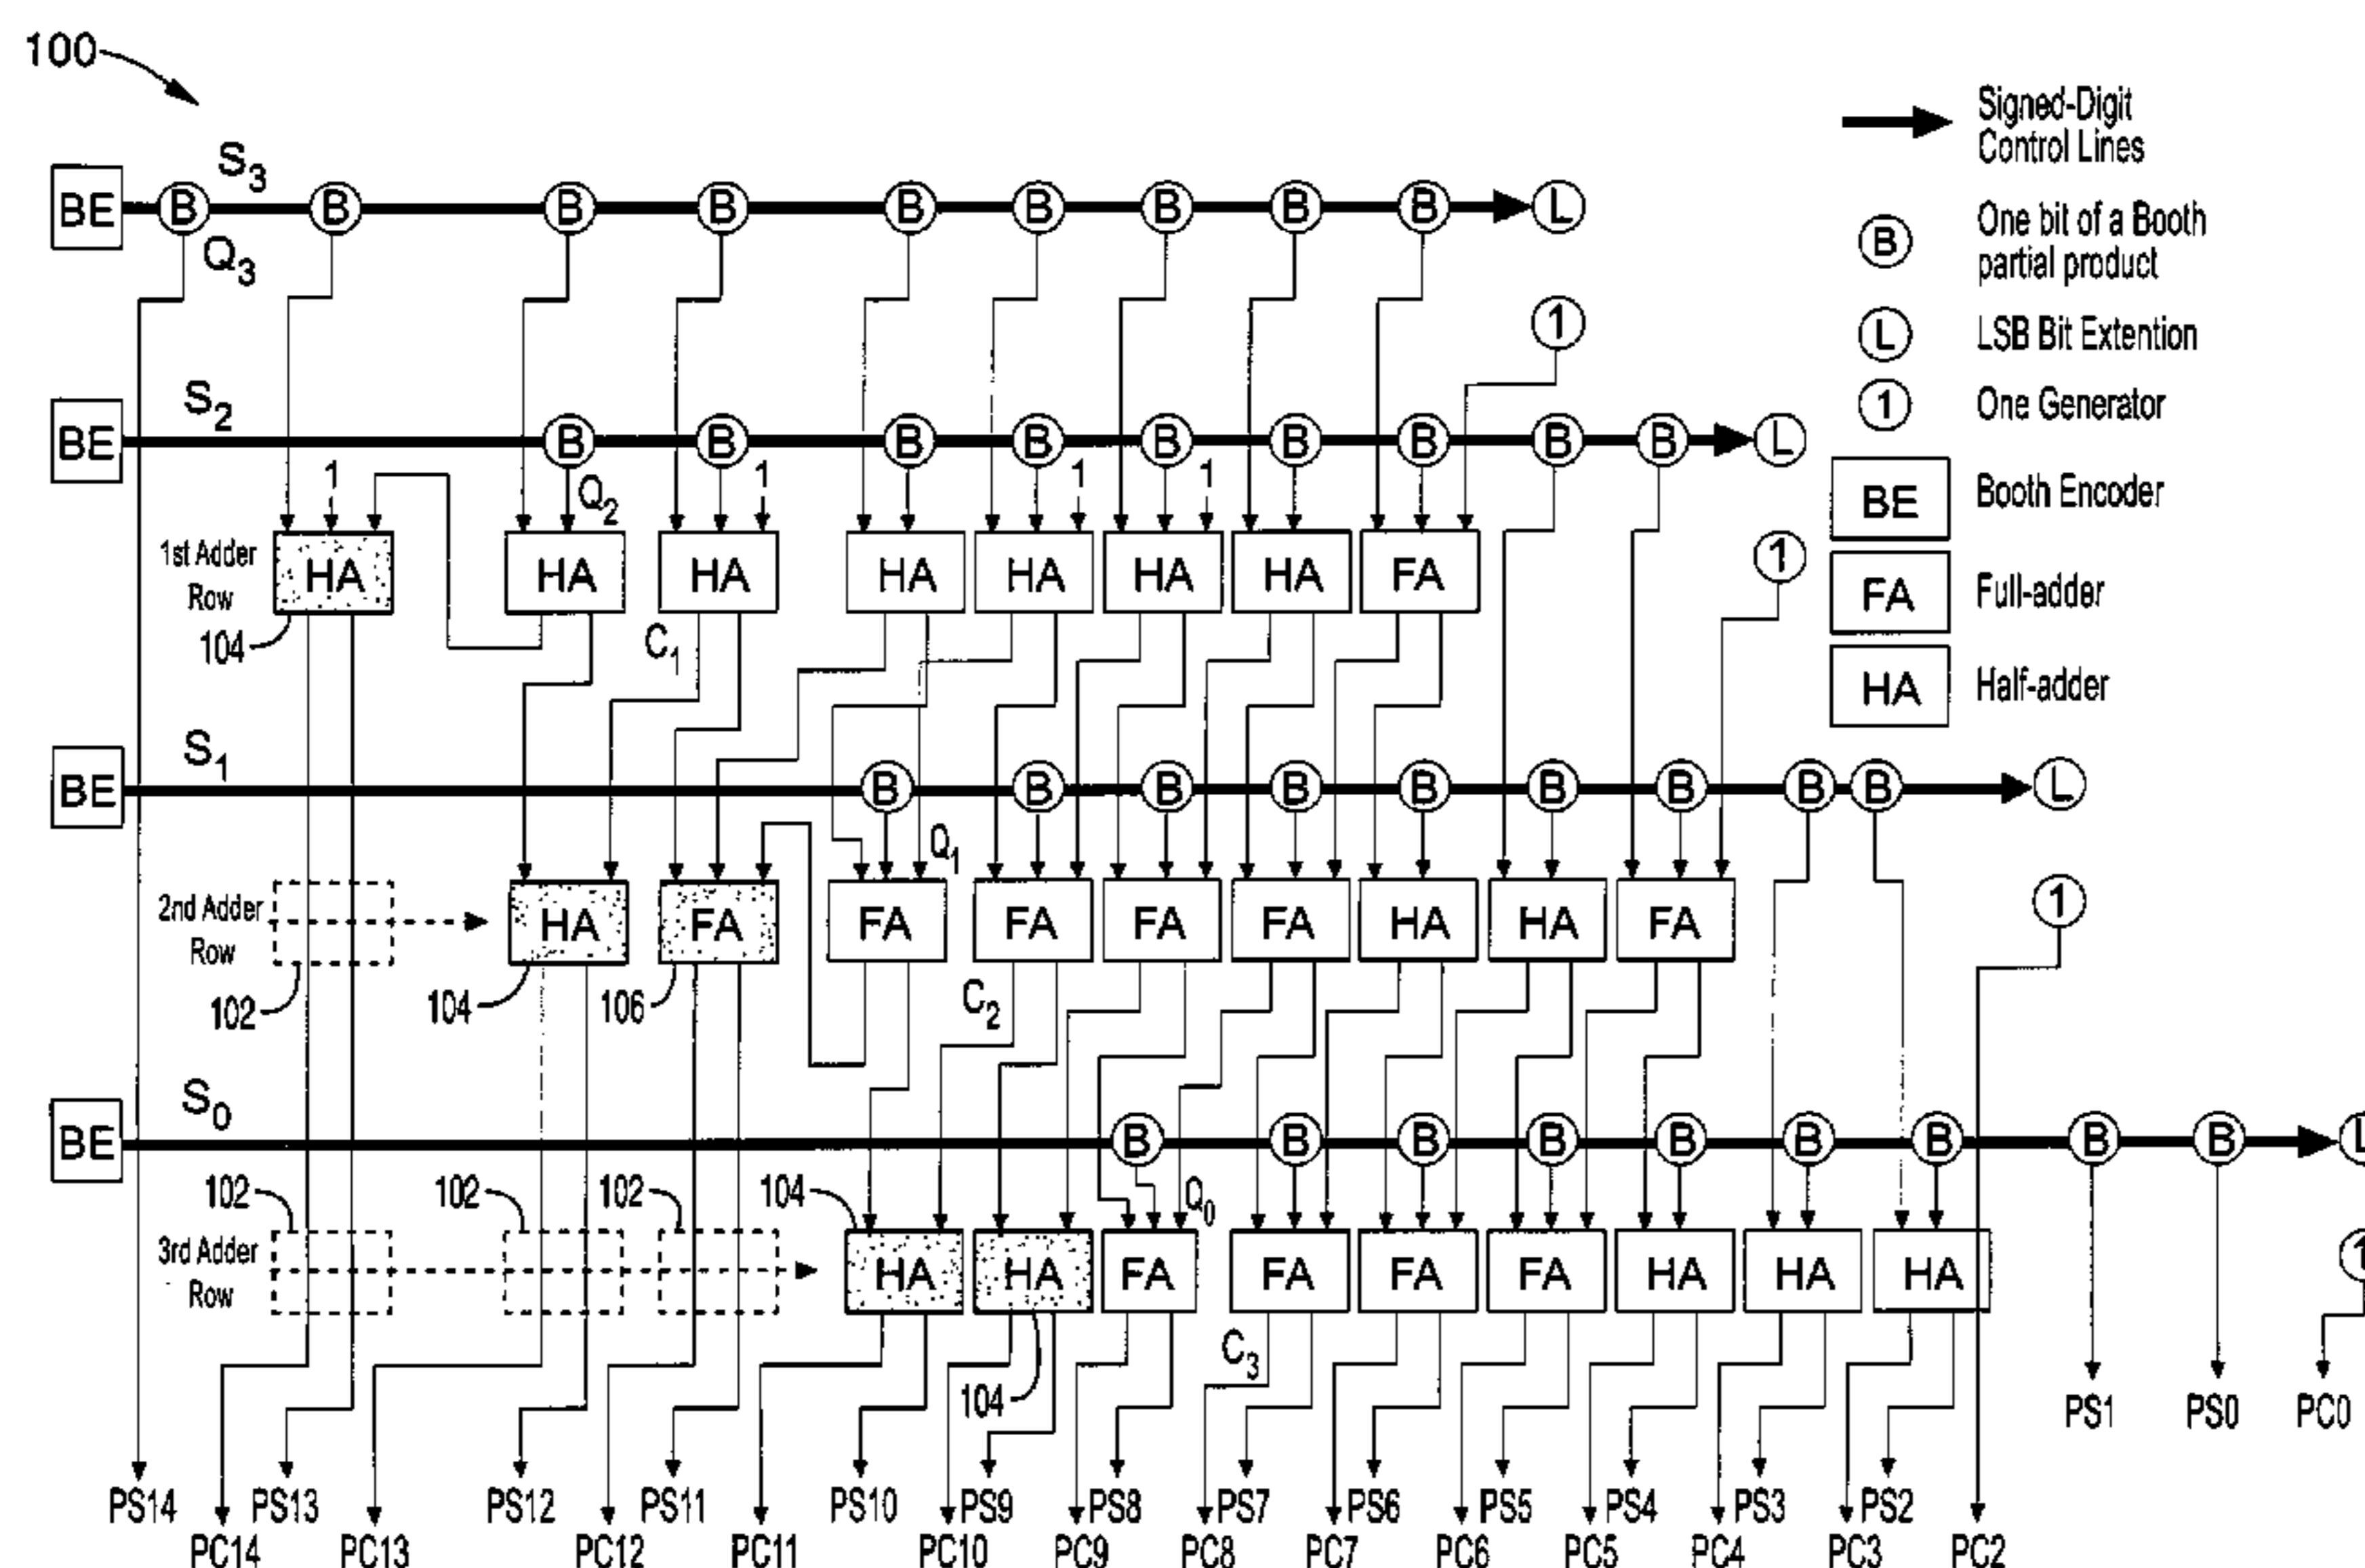 100
Signed-Digit
Control Lines
S3
BE B B B B B B B B B L
Q3
B One bit of a Booth
partial product
L LSB Bit Extention
1
1 One Generator
S2
BE B B B B B B B B B L
1 Q2 1 1 1
BE Booth Encoder
1st Adder
Row
HA HA HA HA HA HA HA FA
1
FA Full-adder
104
C1
HA Half-adder
S1
BE B B B B B B B B B L
Q1
2nd Adder
Row
HA FA FA FA FA FA HA HA FA
1
102 104 106 C2
S0
BE B B B B B B B B B L
102 102 102 104 Q0
3rd Adder
Row
HA HA FA FA FA FA HA HA HA
1
C3
104
PS1 PS0 PC0
PS14 PS13 PS12 PS11 PS10 PS9 PS8 PS7 PS6 PS5 PS4 PS3 PS2
PC14 PC13 PC12 PC11 PC10 PC9 PC8 PC7 PC6 PC5 PC4 PC3 PC2